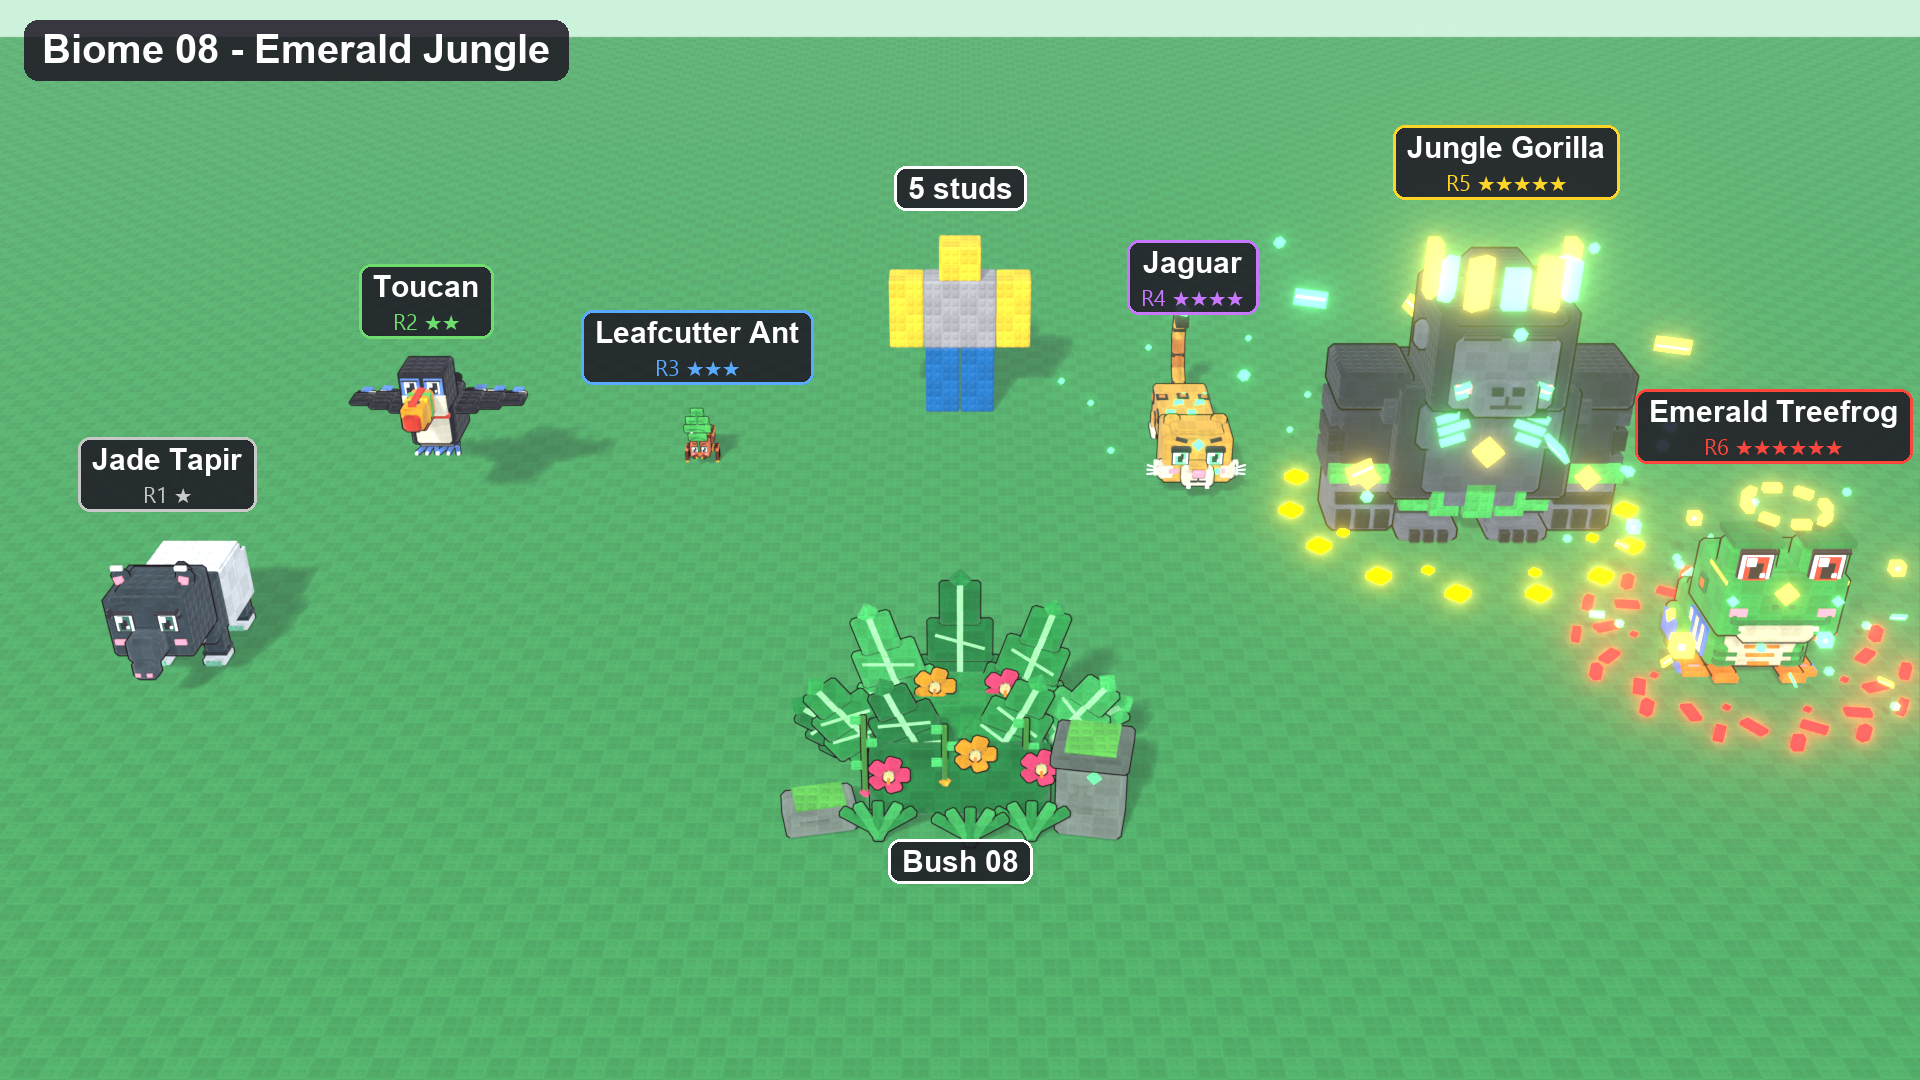 Biome 08 - Emerald Jungle
Jungle Gorilla
R5 ★★★★★
5 studs
Jaguar
R4 ★★★★
Toucan
R2 ★★
Leafcutter Ant
R3 ★★★
Emerald Treefrog
R6 ★★★★★★
Jade Tapir
R1 ★
Bush 08